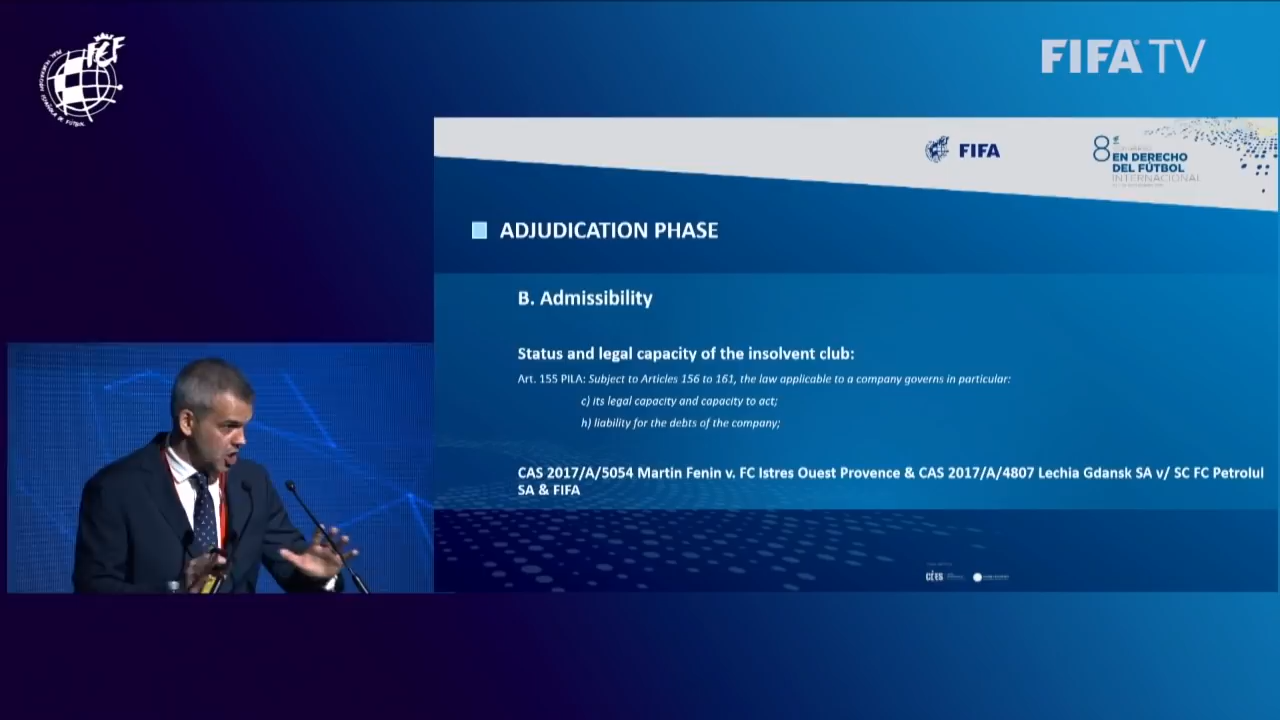 FIFA TV
FIFA
8º
EN DERECHO
DEL FÚTBOL
INTERNACIONAL
ADJUDICATION PHASE
B. Admissibility
Status and legal capacity of the insolvent club:
Art. 155 PILA: Subject to Articles 156 to 161, the law applicable to a company governs in particular:
c) its legal capacity and capacity to act;
h) liability for the debts of the company;
CAS 2017/A/5054 Martin Fenin v. FC Istres Ouest Provence & CAS 2017/A/4807 Lechia Gdansk SA v/ SC FC Petrolul
SA & FIFA